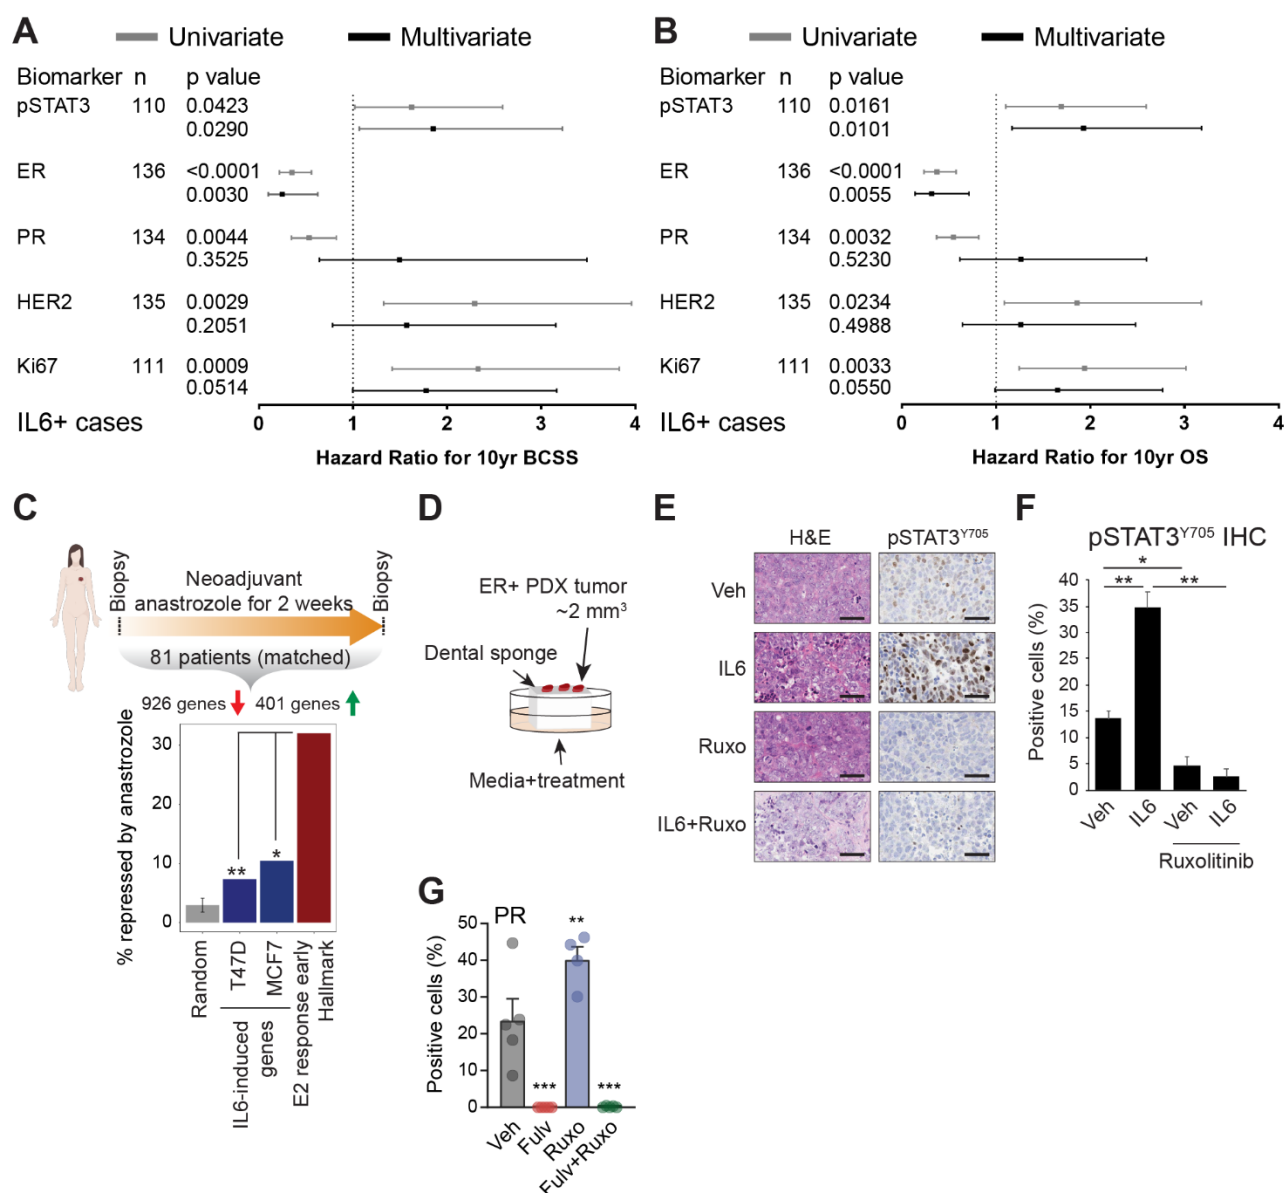 A
Univariate Multivariate
Biomarker n p value
pSTAT3 110 0.0423
0.0290
ER 136 <0.0001
0.0030
PR 134 0.0044
0.3525
HER2 135 0.0029
0.2051
Ki67 111 0.0009
0.0514
IL6+ cases
0 1 2 3 4
Hazard Ratio for 10yr BCSS
B
Univariate Multivariate
Biomarker n p value
pSTAT3 110 0.0161
0.0101
ER 136 <0.0001
0.0055
PR 134 0.0032
0.5230
HER2 135 0.0234
0.4988
Ki67 111 0.0033
0.0550
IL6+ cases
0 1 2 3 4
Hazard Ratio for 10yr OS
C
Biopsy
Neoadjuvant
anastrozole for 2 weeks
Biopsy
81 patients (matched)
926 genes 401 genes
% repressed by anastrozole
30
20
10
0
** *
Random
T47D
MCF7
IL6-induced
genes
E2 response early
Hallmark
D
ER+ PDX tumor
~2 mm³
Dental sponge
Media+treatment
E
H&E pSTAT3ʸ⁷⁰⁵
Veh
IL6
Ruxo
IL6+Ruxo
F
pSTAT3ʸ⁷⁰⁵ IHC
*
** **
Positive cells (%)
40
35
30
25
20
15
10
5
0
Veh IL6 Veh IL6
Ruxolitinib
G
PR
Positive cells (%)
50
40
30
20
10
0
*** ** ***
Veh Fulv Ruxo Fulv+Ruxo